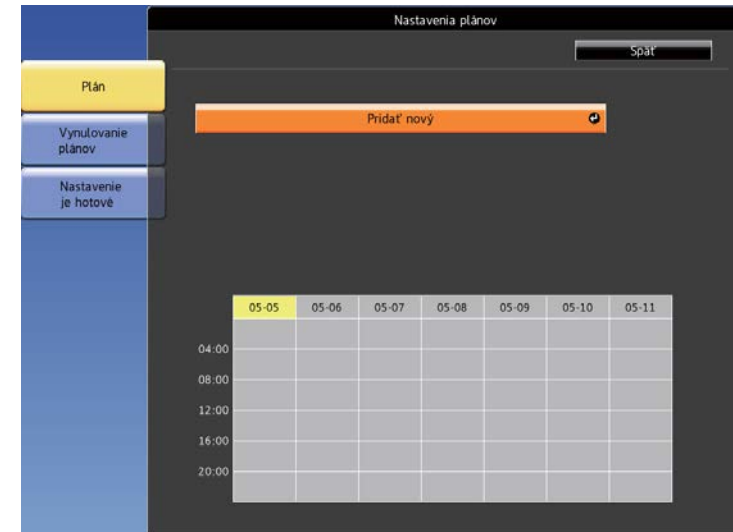 Nastavenia plánov
Späť
Plán
Vynulovanie
plánov
Nastavenie
je hotové
Pridať nový
05-05 05-06 05-07 05-08 05-09 05-10 05-11
04:00
08:00
12:00
16:00
20:00